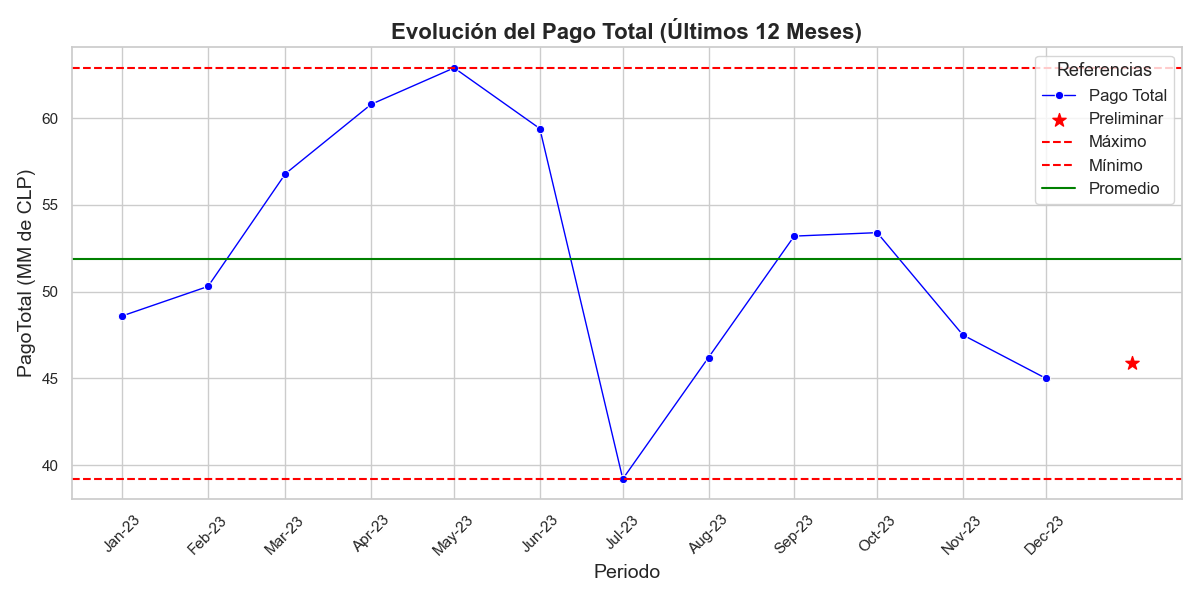 Evolución del Pago Total (Últimos 12 Meses)
Referencias
Pago Total
Preliminar
Máximo
Mínimo
Promedio
PagoTotal (MM de CLP)
60
55
50
45
40
Jan-23
Feb-23
Mar-23
Apr-23
May-23
Jun-23
Jul-23
Aug-23
Sep-23
Oct-23
Nov-23
Dec-23
Periodo